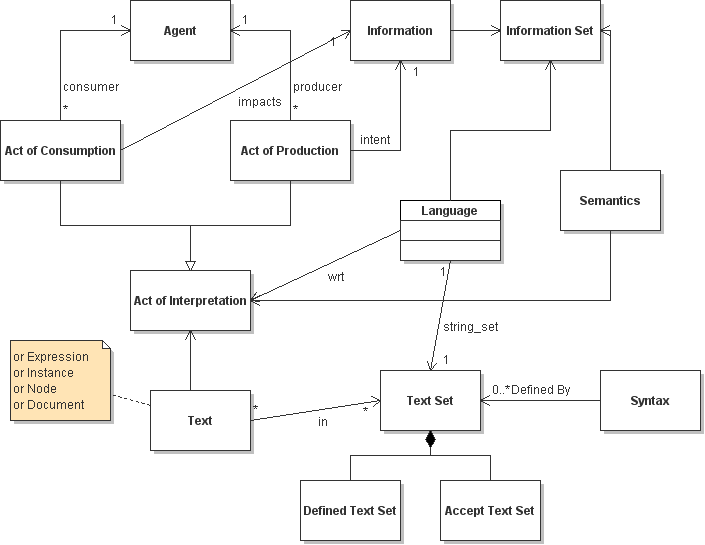 1
1
Agent
Information
Information Set
1
consumer
producer
*
impacts
*
1
intent
Act of Consumption
Act of Production
Semantics
Language
wrt
1
Act of Interpretation
string_set
or Expression
or Instance
or Node
or Document
1
0..*Defined By
Text Set
Syntax
*
*
Text
in
Defined Text Set
Accept Text Set